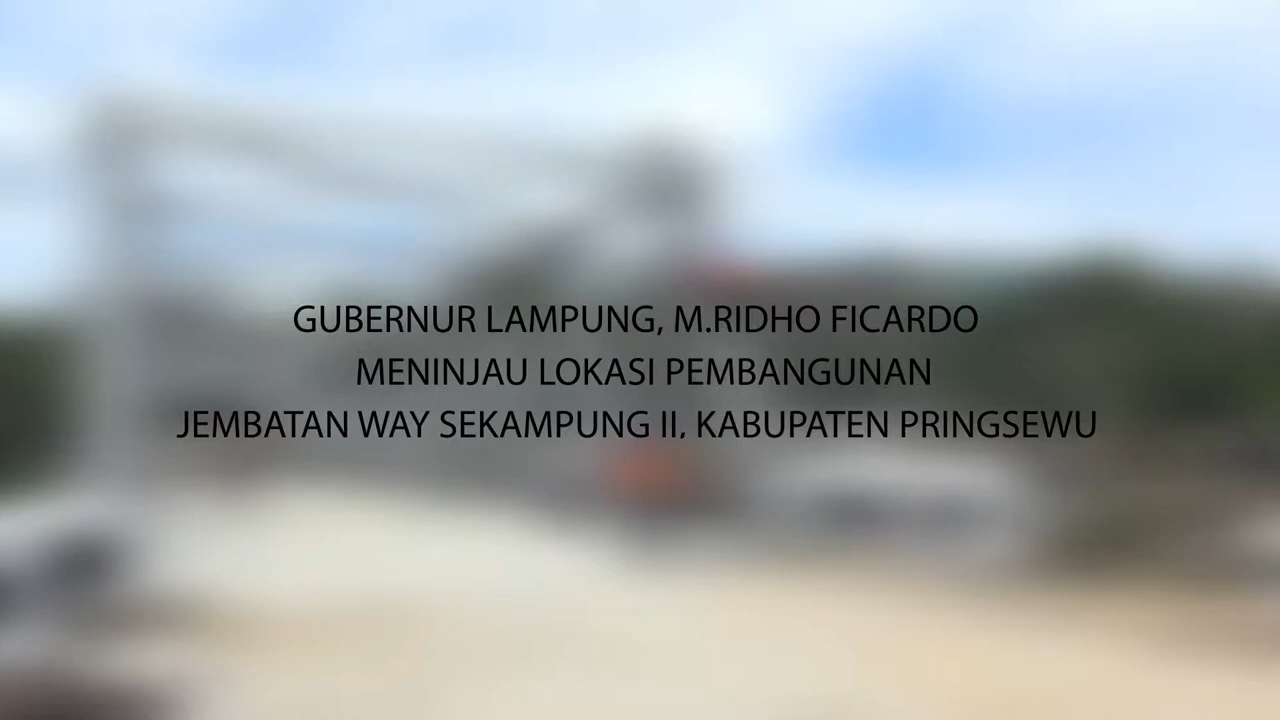 GUBERNUR LAMPUNG, M.RIDHO FICARDO
MENINJAU LOKASI PEMBANGUNAN
JEMBATAN WAY SEKAMPUNG II, KABUPATEN PRINGSEWU